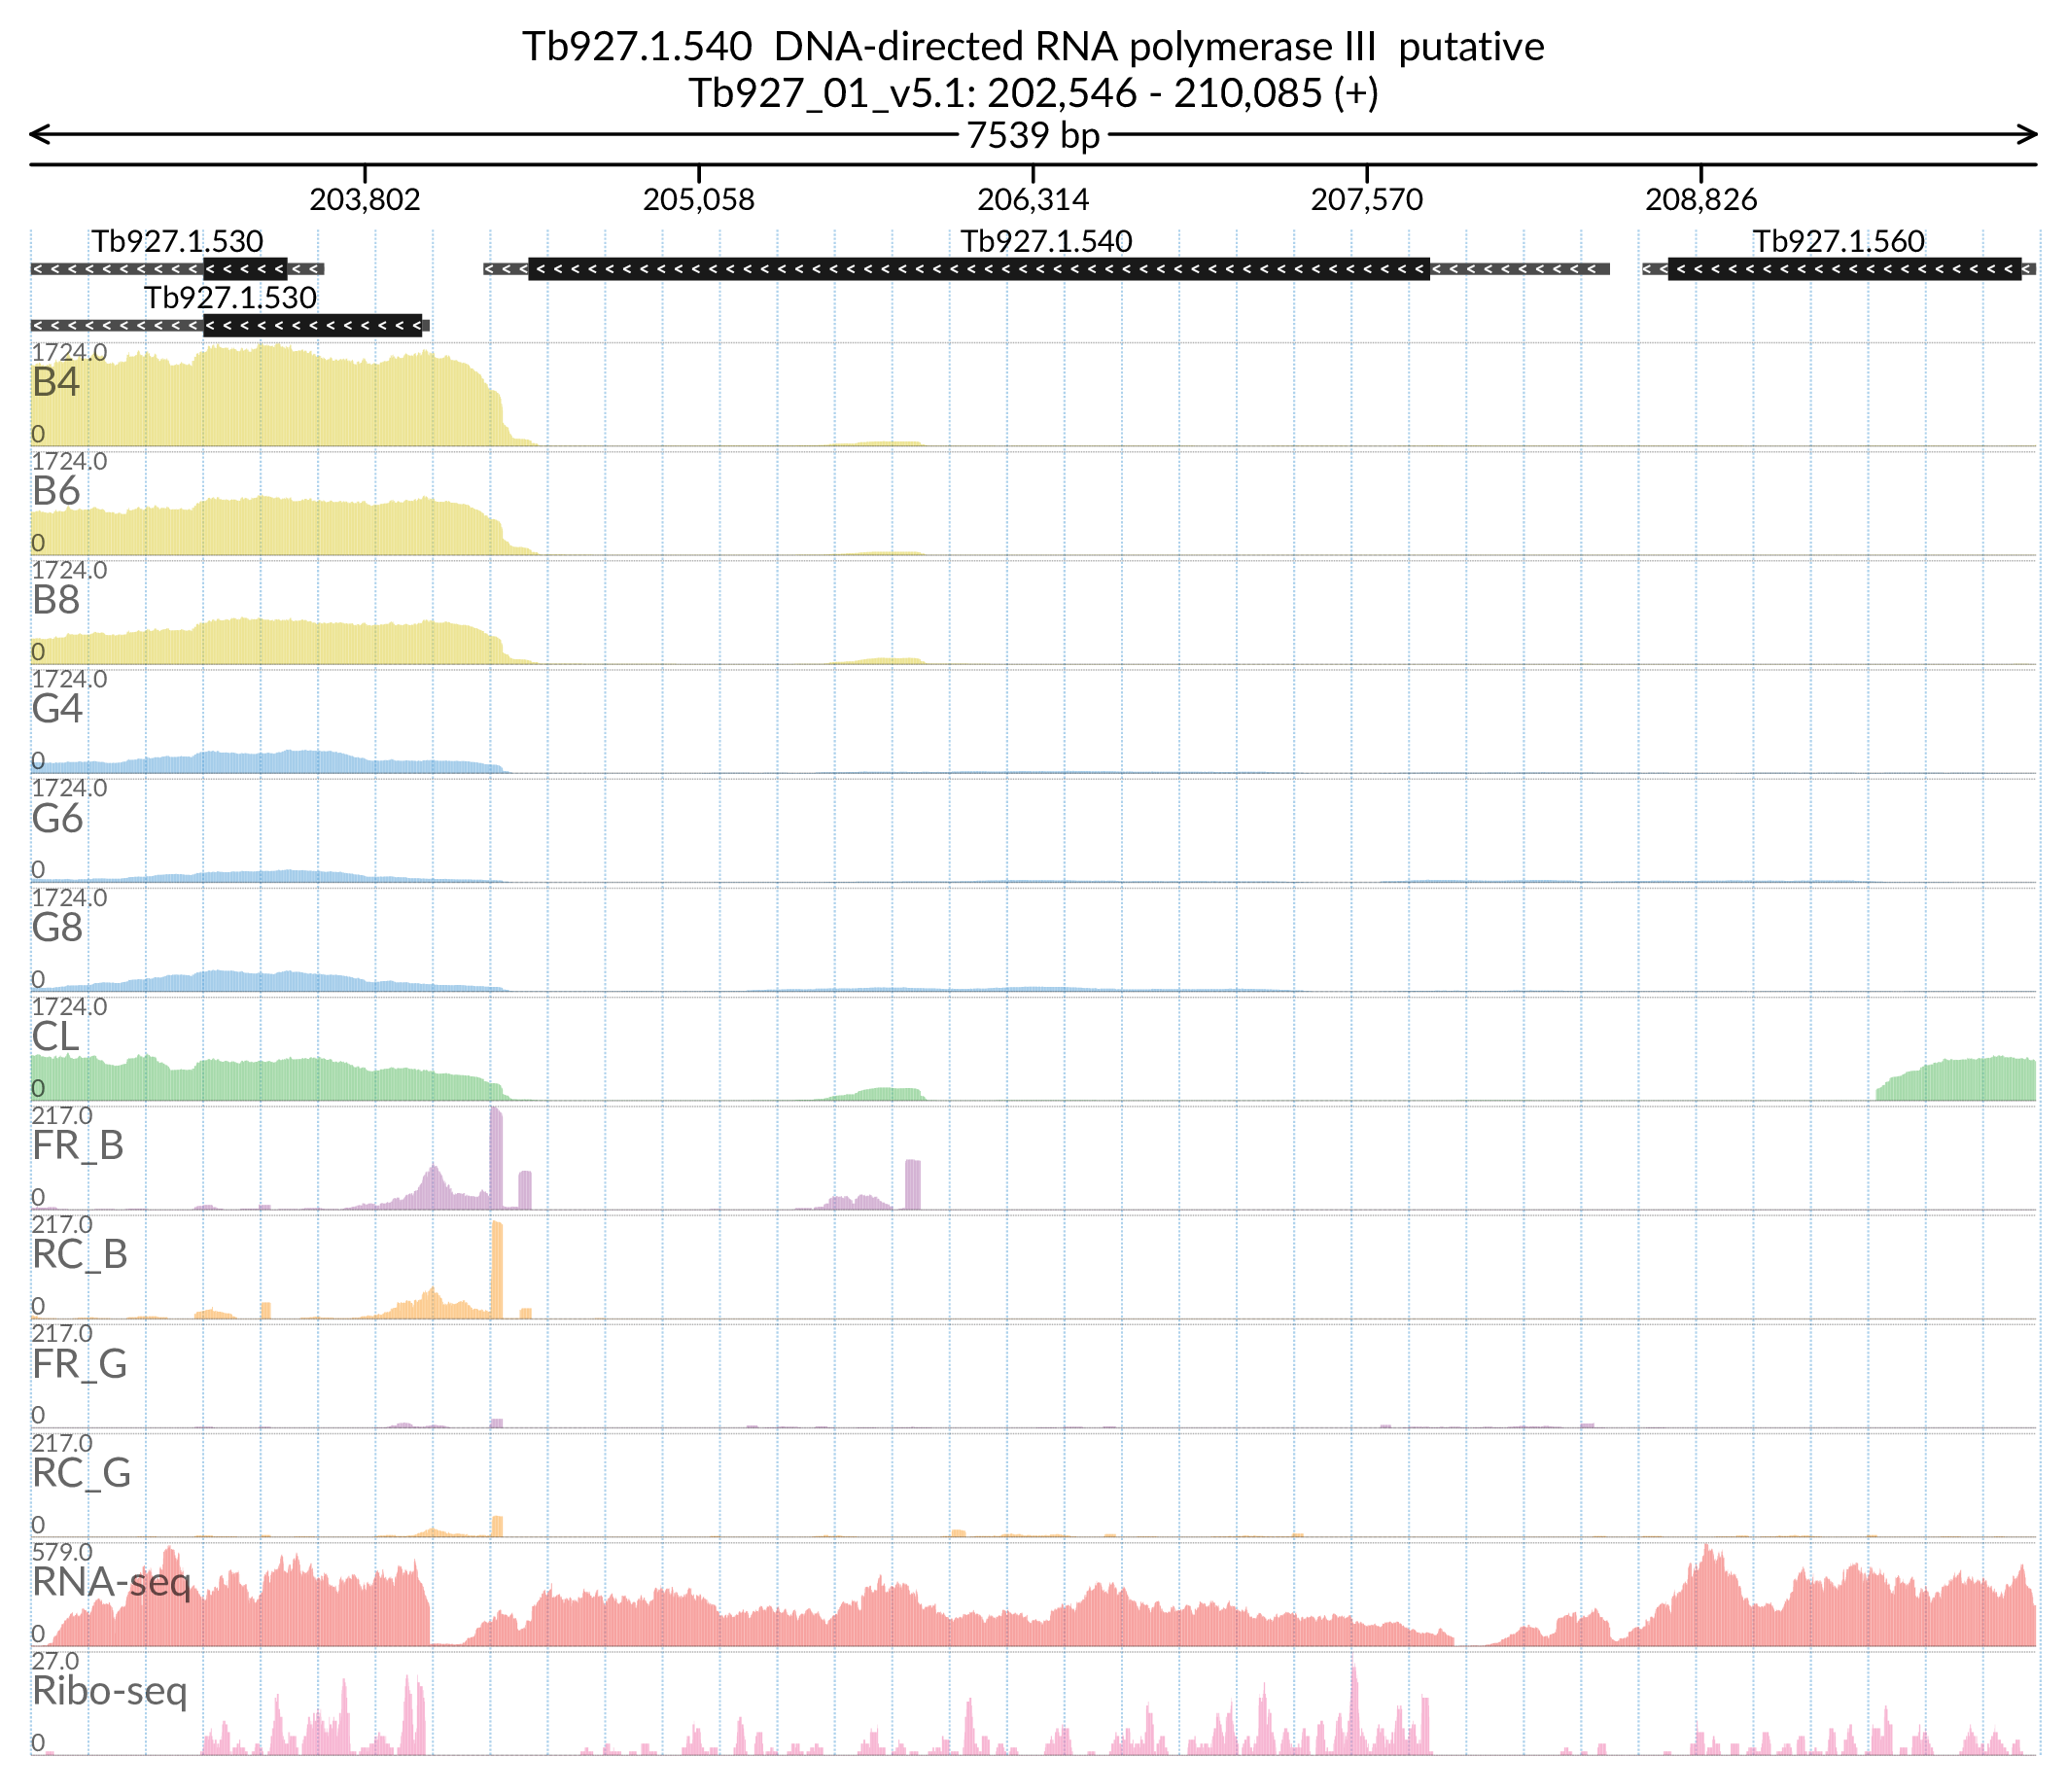 Tb927.1.540  DNA-directed RNA polymerase III  putative
Tb927_01_v5.1: 202,546 - 210,085 (+)
7539 bp
203,802 205,058 206,314 207,570 208,826
Tb927.1.530 Tb927.1.540 Tb927.1.560
Tb927.1.530
1724.0
B4
0
1724.0
B6
0
1724.0
B8
0
1724.0
G4
0
1724.0
G6
0
1724.0
G8
0
1724.0
CL
0
217.0
FR_B
0
217.0
RC_B
0
217.0
FR_G
0
217.0
RC_G
0
579.0
RNA-seq
0
27.0
Ribo-seq
0